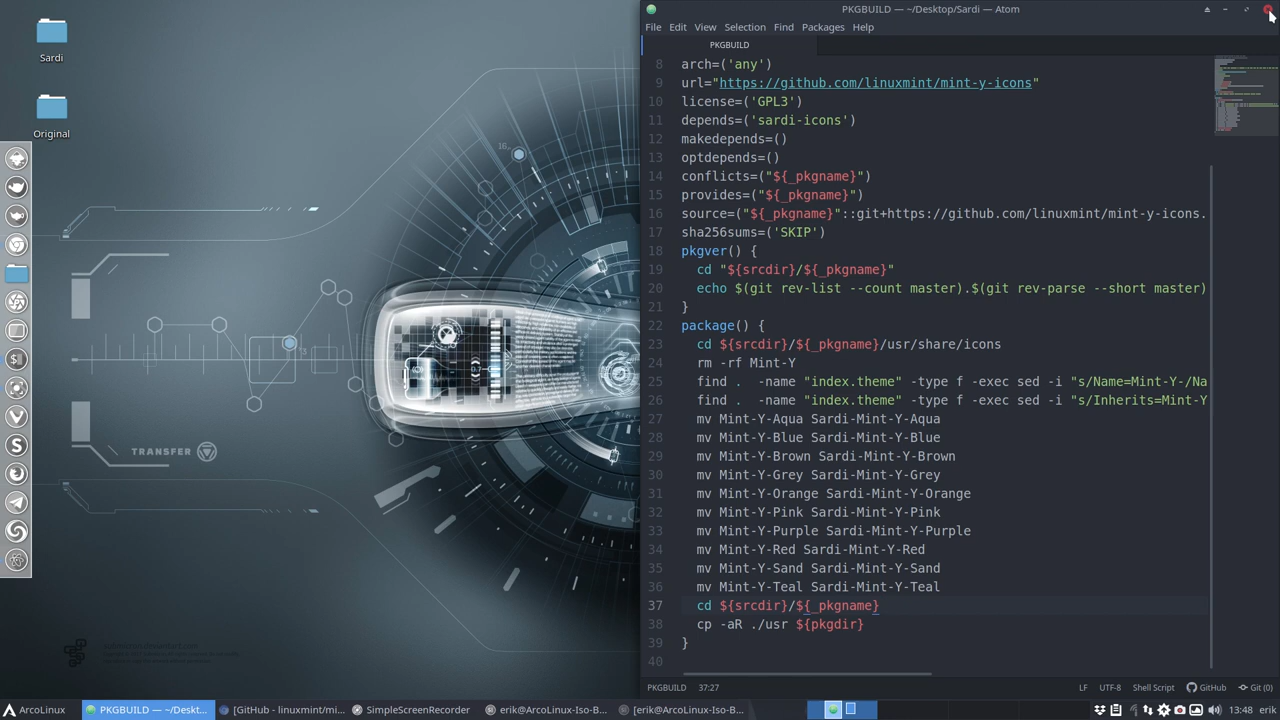 PKGBUILD — ~/Desktop/Sardi — Atom
File Edit View Selection Find Packages Help
PKGBUILD
8 arch=('any')
9 url="https://github.com/linuxmint/mint-y-icons"
10 license=('GPL3')
11 depends=('sardi-icons')
12 makedepends=()
13 optdepends=()
14 conflicts=("${_pkgname}")
15 provides=("${_pkgname}")
16 source=("${_pkgname}"::git+https://github.com/linuxmint/mint-y-icons.
17 sha256sums=('SKIP')
18 pkgver() {
19 cd "${srcdir}/${_pkgname}"
20 echo $(git rev-list --count master).$(git rev-parse --short master)
21 }
22 package() {
23 cd ${srcdir}/${_pkgname}/usr/share/icons
24 rm -rf Mint-Y
25 find .  -name "index.theme" -type f -exec sed -i "s/Name=Mint-Y-/Na
26 find .  -name "index.theme" -type f -exec sed -i "s/Inherits=Mint-Y
27 mv Mint-Y-Aqua Sardi-Mint-Y-Aqua
28 mv Mint-Y-Blue Sardi-Mint-Y-Blue
29 mv Mint-Y-Brown Sardi-Mint-Y-Brown
30 mv Mint-Y-Grey Sardi-Mint-Y-Grey
31 mv Mint-Y-Orange Sardi-Mint-Y-Orange
32 mv Mint-Y-Pink Sardi-Mint-Y-Pink
33 mv Mint-Y-Purple Sardi-Mint-Y-Purple
34 mv Mint-Y-Red Sardi-Mint-Y-Red
35 mv Mint-Y-Sand Sardi-Mint-Y-Sand
36 mv Mint-Y-Teal Sardi-Mint-Y-Teal
37 cd ${srcdir}/${_pkgname}
38 cp -aR ./usr ${pkgdir}
39 }
40
PKGBUILD 37:27 LF UTF-8 Shell Script GitHub Git (0)
Sardi
Original
TRANSFER
ArcoLinux PKGBUILD — ~/Deskt... [GitHub - linuxmint/mi... SimpleScreenRecorder erik@ArcoLinux-Iso-B... [erik@ArcoLinux-Iso-B... 13:48 erik